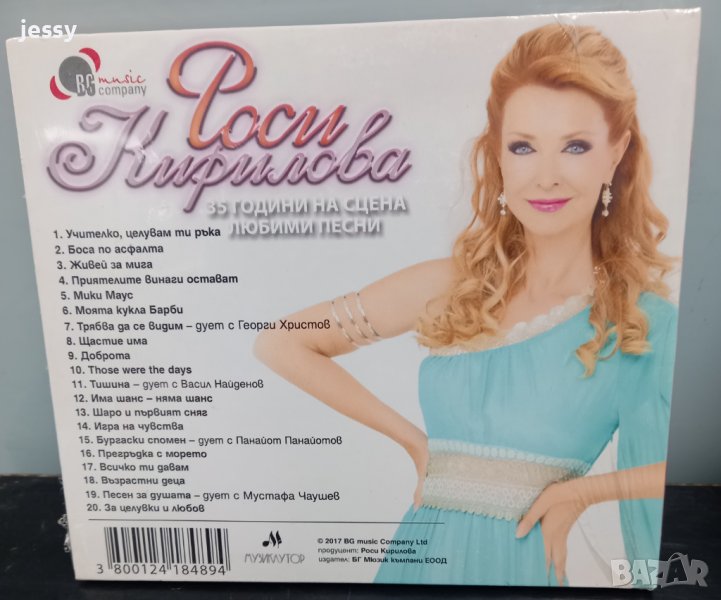 jessy
BG music
company
Роси
Кирилова
35 ГОДИНИ НА СЦЕНА
ЛЮБИМИ ПЕСНИ
1. Учителко, целувам ти ръка
2. Боса по асфалта
3. Живей за мига
4. Приятелите винаги остават
5. Мики Маус
6. Моята кукла Барби
7. Трябва да се видим – дует с Георги Христов
8. Щастие има
9. Доброта
10. Those were the days
11. Тишина – дует с Васил Найденов
12. Има шанс – няма шанс
13. Шаро и първият сняг
14. Игра на чувства
15. Бургаски спомен – дует с Панайот Панайотов
16. Прегръдка с морето
17. Всичко ти давам
18. Възрастни деца
19. Песен за душата – дует с Мустафа Чаушев
20. За целувки и любов
3 800124 184894
МУЗИКАУТОР
© 2017 BG music Company Ltd
продуцент: Роси Кирилова
издател: БГ Мюзик къмпани ЕООД
BAZAR